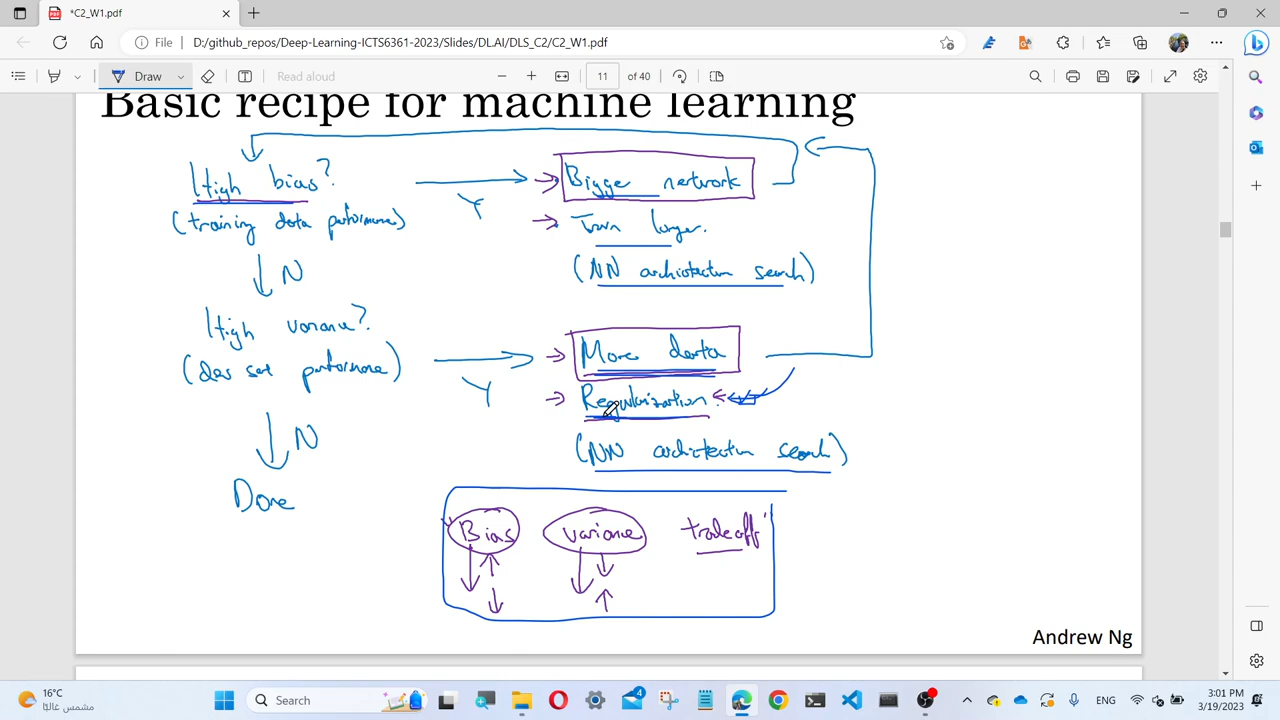 *C2_W1.pdf
File
D:/github_repos/Deep-Learning-ICTS6361-2023/Slides/DL.AI/DLS_C2/C2_W1.pdf
Draw
Read aloud
11 of 40
Basic recipe for machine learning
High bias?
(training data performance)
Y
Bigger network
Train longer.
(NN architecture search)
N
High variance?
(dev set performance)
Y
More data
Regularization.
(NN architecture search)
N
Done
Bias variance tradeoff
Andrew Ng
16°C
مشمس غالبًا
Search
4
ENG
3:01 PM
3/19/2023